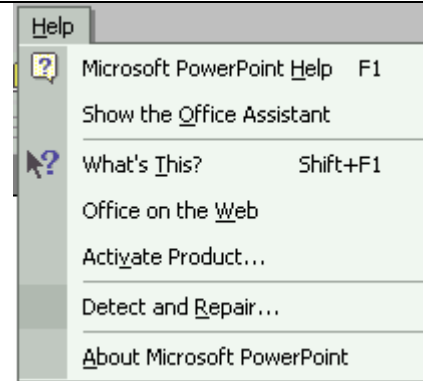 Help
Microsoft PowerPoint Help F1
Show the Office Assistant
What's This? Shift+F1
Office on the Web
Activate Product...
Detect and Repair...
About Microsoft PowerPoint